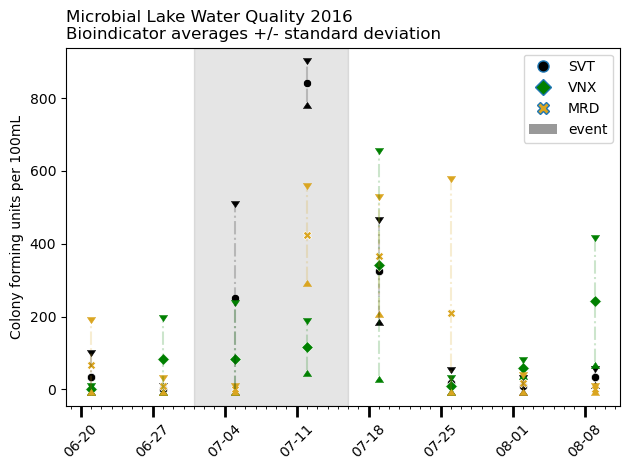 Microbial Lake Water Quality 2016
Bioindicator averages +/- standard deviation
SVT
VNX
MRD
event
Colony forming units per 100mL
800
600
400
200
0
06-20
06-27
07-04
07-11
07-18
07-25
08-01
08-08